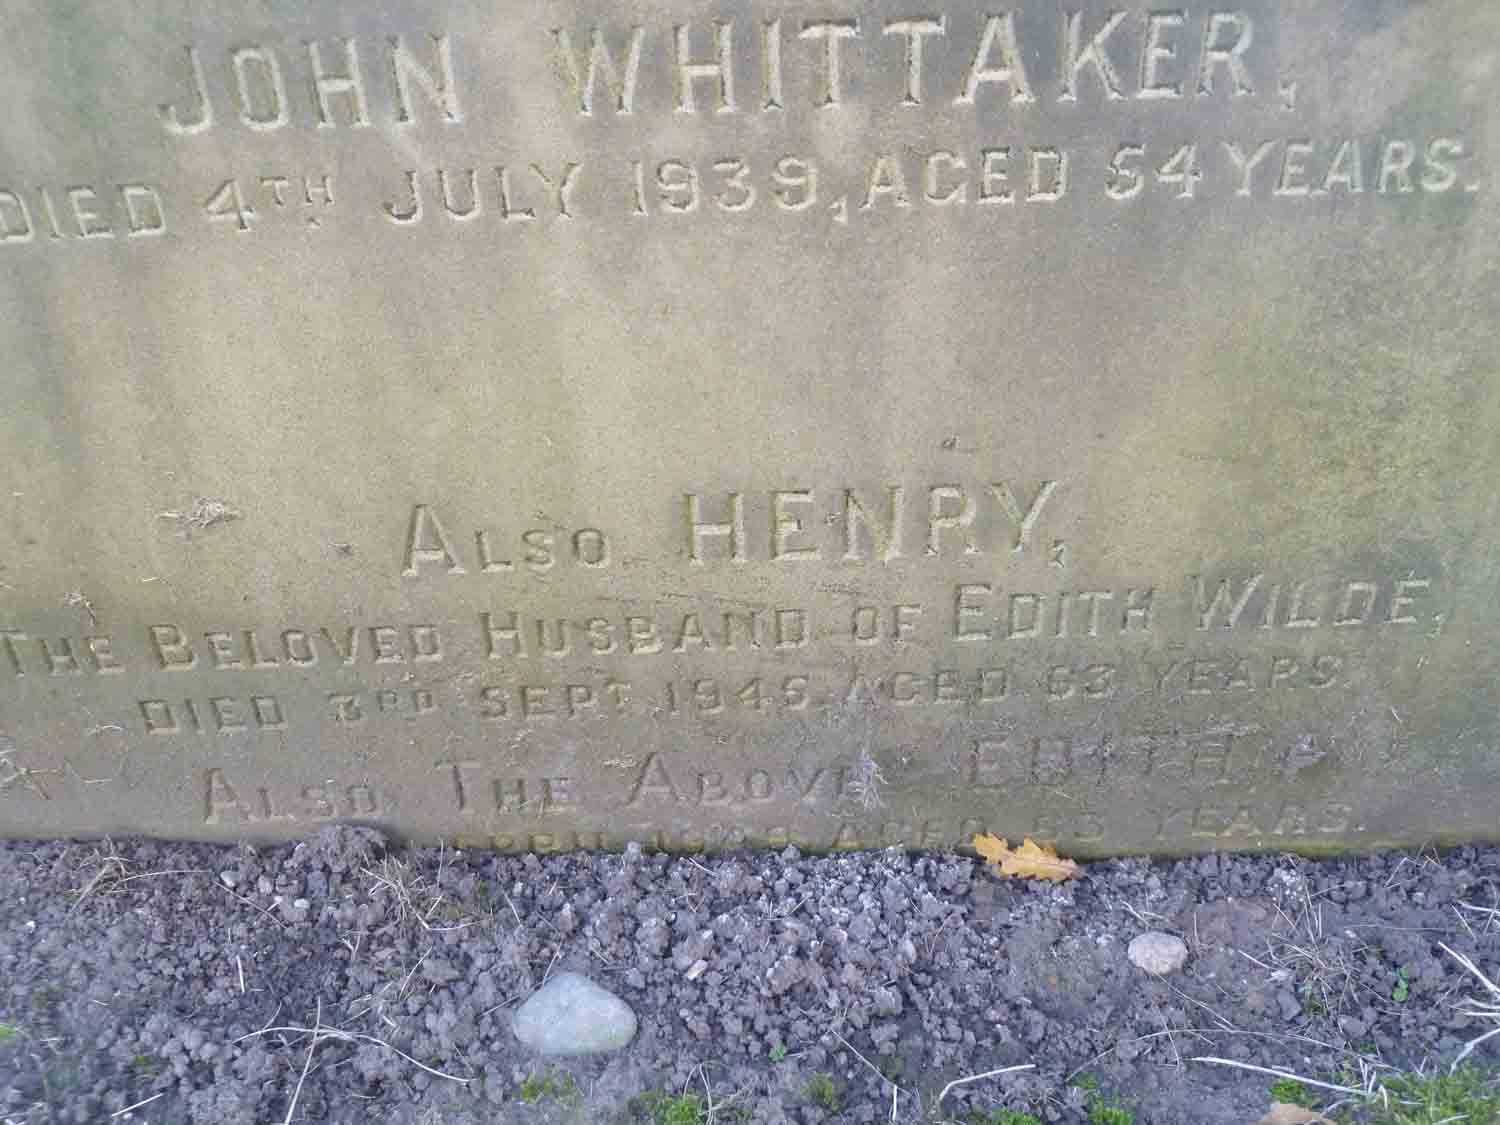 JOHN WHITTAKER,
DIED 4TH JULY 1939, AGED 54 YEARS.
ALSO HENRY,
THE BELOVED HUSBAND OF EDITH WILDE,
DIED 3RD SEPT 1945, AGED 63 YEARS
ALSO THE ABOVE EDITH,
AGED YEARS.